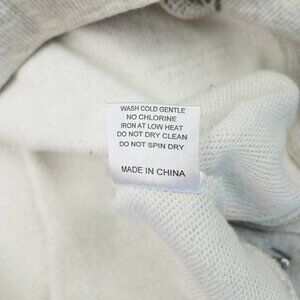 WASH COLD GENTLE
NO CHLORINE
IRON AT LOW HEAT
DO NOT DRY CLEAN
DO NOT SPIN DRY
MADE IN CHINA